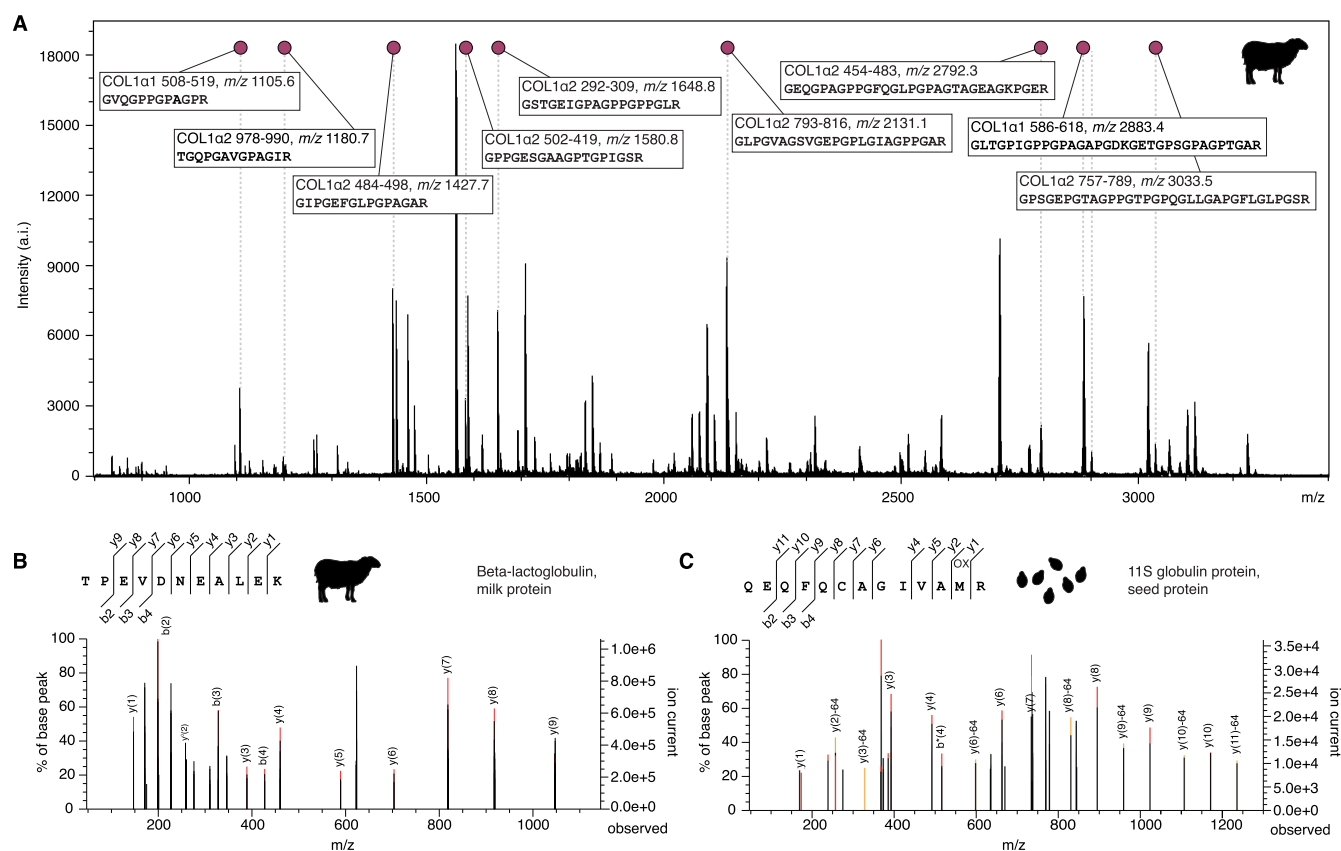 A
Intensity (a.i.)
18000
15000
12000
9000
6000
3000
0
COL1α1 508-519, m/z 1105.6
GVQGPPGPAGPR
COL1α2 978-990, m/z 1180.7
TGQPGAVGPAGIR
COL1α2 484-498, m/z 1427.7
GIPGEFGLPGPAGAR
COL1α2 502-419, m/z 1580.8
GPPGESGAAGPTGPIGSR
COL1α2 292-309, m/z 1648.8
GSTGEIGPAGPPGPPGLR
COL1α2 793-816, m/z 2131.1
GLPGVAGSVGEPGPLGIAGPPGAR
COL1α2 454-483, m/z 2792.3
GEQGPAGPPGFQGLPGPAGTAGEAGKPGER
COL1α1 586-618, m/z 2883.4
GLTGPIGPPGPAGAPGDKGETGPSGPAGPTGAR
COL1α2 757-789, m/z 3033.5
GPSGEPGTAGPPGTPGPQGLLGAPGFLGLPGSR
1000 1500 2000 2500 3000 m/z
B
y9 y8 y7 y6 y5 y4 y3 y2 y1
T P E V D N E A L E K
b2 b3 b4
Beta-lactoglobulin,
milk protein
% of base peak
100
80
60
40
20
0
y(1) b(2) y*(2) b(3) y(3) b(4) y(4) y(5) y(6) y(7) y(8) y(9)
1.0e+6
8.0e+5
6.0e+5
4.0e+5
2.0e+5
0.0e+0
ion current
200 400 600 800 1000 observed
m/z
C
y11 y10 y9 y8 y7 y6 y4 y5 y2 y1
OX
Q E Q F Q C A G I V A M R
b2 b3 b4
11S globulin protein,
seed protein
% of base peak
100
80
60
40
20
0
y(1) y(2)-64 y(3)-64 y(3) y(4) b*(4) y(6)-64 y(6) y(7) y(8)-64 y(8) y(9)-64 y(9) y(10)-64 y(10) y(11)-64
3.5e+4
3.0e+4
2.5e+4
2.0e+4
1.5e+4
1.0e+4
5.0e+3
0.0e+0
ion current
200 400 600 800 1000 1200 observed
m/z